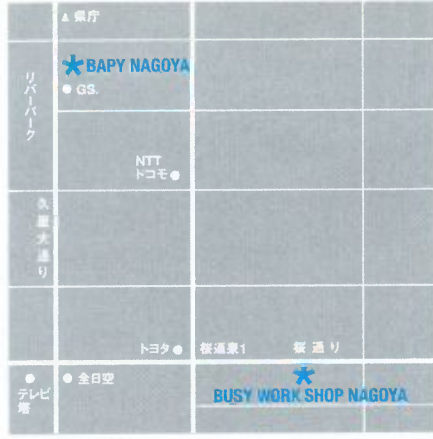 ▲ 県庁
BAPY NAGOYA
GS.
リバーパーク
NTT
トコモ
久屋大通り
トヨタ
桜通東1
桜通り
テレビ
塔
全日空
BUSY WORK SHOP NAGOYA